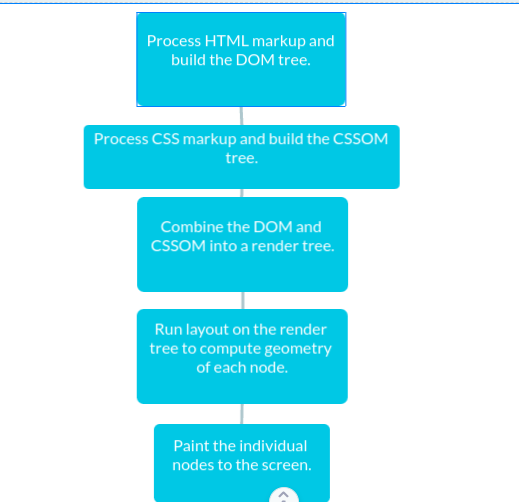 Process HTML markup and
build the DOM tree.
Process CSS markup and build the CSSOM
tree.
Combine the DOM and
CSSOM into a render tree.
Run layout on the render
tree to compute geometry
of each node.
Paint the individual
nodes to the screen.